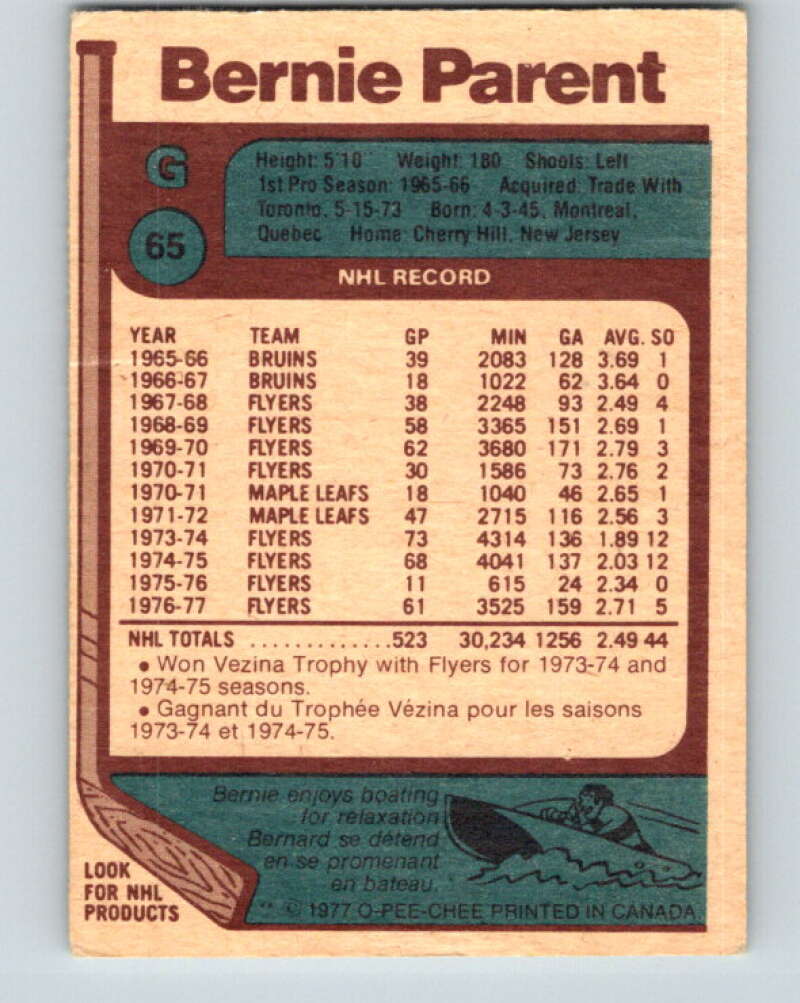 Bernie Parent
G
65
Height: 5'10 Weight: 180 Shoots: Left
1st Pro Season: 1965-66 Acquired: Trade With
Toronto, 5-15-73 Born: 4-3-45, Montreal,
Quebec Home: Cherry Hill, New Jersey
NHL RECORD
YEAR TEAM GP MIN GA AVG. SO
1965-66 BRUINS 39 2083 128 3.69 1
1966-67 BRUINS 18 1022 62 3.64 0
1967-68 FLYERS 38 2248 93 2.49 4
1968-69 FLYERS 58 3365 151 2.69 1
1969-70 FLYERS 62 3680 171 2.79 3
1970-71 FLYERS 30 1586 73 2.76 2
1970-71 MAPLE LEAFS 18 1040 46 2.65 1
1971-72 MAPLE LEAFS 47 2715 116 2.56 3
1973-74 FLYERS 73 4314 136 1.89 12
1974-75 FLYERS 68 4041 137 2.03 12
1975-76 FLYERS 11 615 24 2.34 0
1976-77 FLYERS 61 3525 159 2.71 5
NHL TOTALS .............523 30,234 1256 2.49 44
• Won Vezina Trophy with Flyers for 1973-74 and
1974-75 seasons.
• Gagnant du Trophée Vézina pour les saisons
1973-74 et 1974-75.
Bernie enjoys boating
for relaxation
Bernard se détend
en se promenant
en bateau.
LOOK
FOR NHL
PRODUCTS
** © 1977 O-PEE-CHEE PRINTED IN CANADA